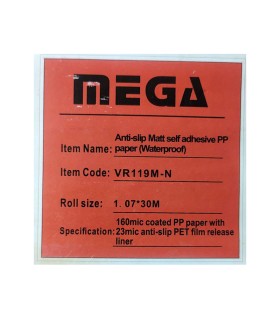 MEGA
Anti-slip Matt self adhesive PP
Item Name: paper (Waterproof)
Item Code: VR119M-N
Roll size: 1. 07*30M
160mic coated PP paper with
Specification: 23mic anti-slip PET film release
liner